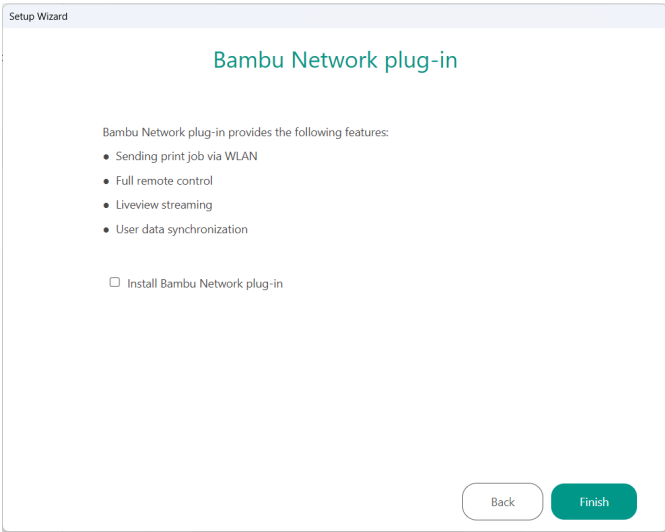 Setup Wizard
Bambu Network plug-in
Bambu Network plug-in provides the following features:
● Sending print job via WLAN
● Full remote control
● Liveview streaming
● User data synchronization
Install Bambu Network plug-in
Back
Finish